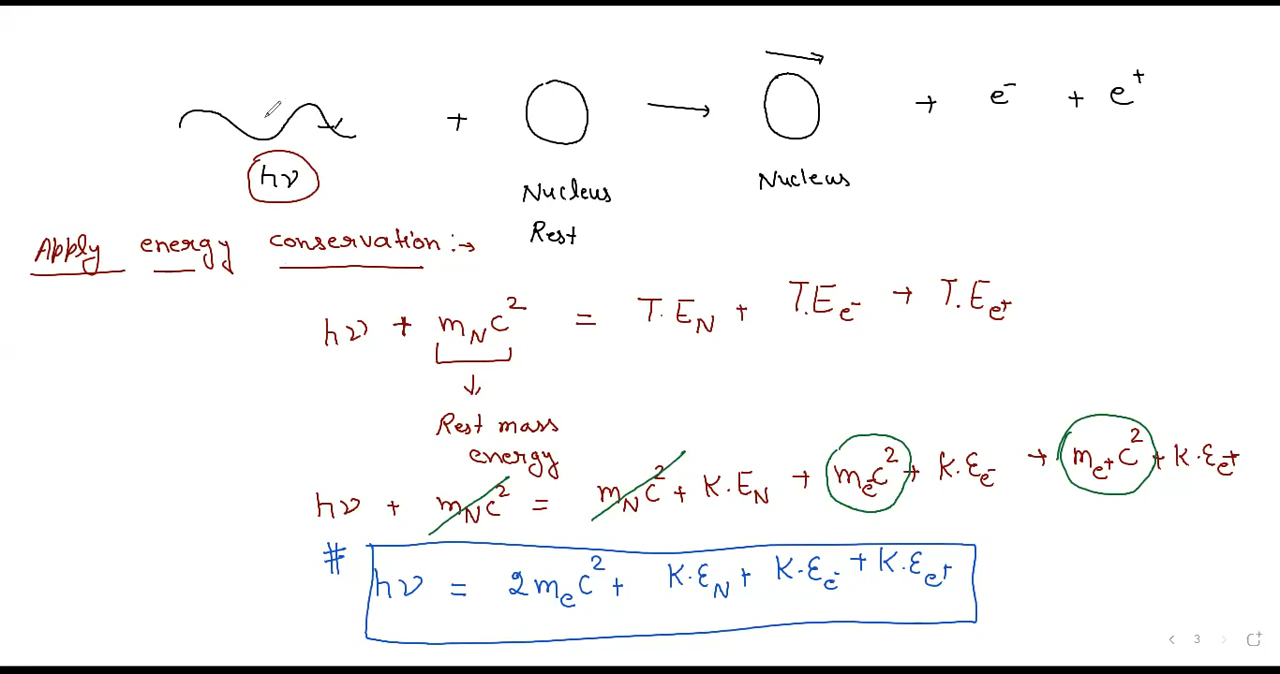 + → + e⁻ + e⁺
hν
Nucleus Nucleus
Rest
Apply energy conservation :→
hν + m_N c² = T.E_N + T.E_e⁻ + T.E_e⁺
↓
Rest mass
energy
hν + m_N c² = m_N c² + K.E_N + m_e⁻ c² + K.E_e⁻ + m_e⁺ c² + K.E_e⁺
#
hν = 2m_e c² + K.E_N + K.E_e⁻ + K.E_e⁺
< 3 >